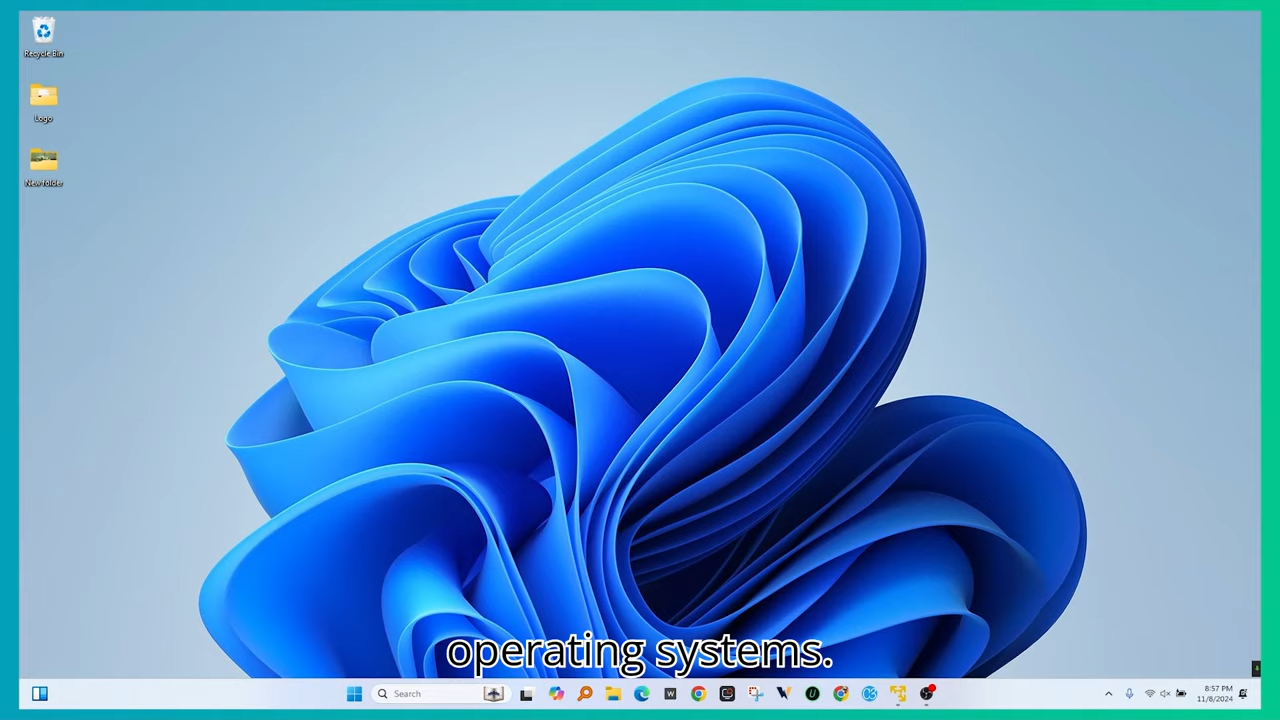 Recycle Bin
Logo
New folder
operating systems.
Search
W
U
8:57 PM
11/8/2024